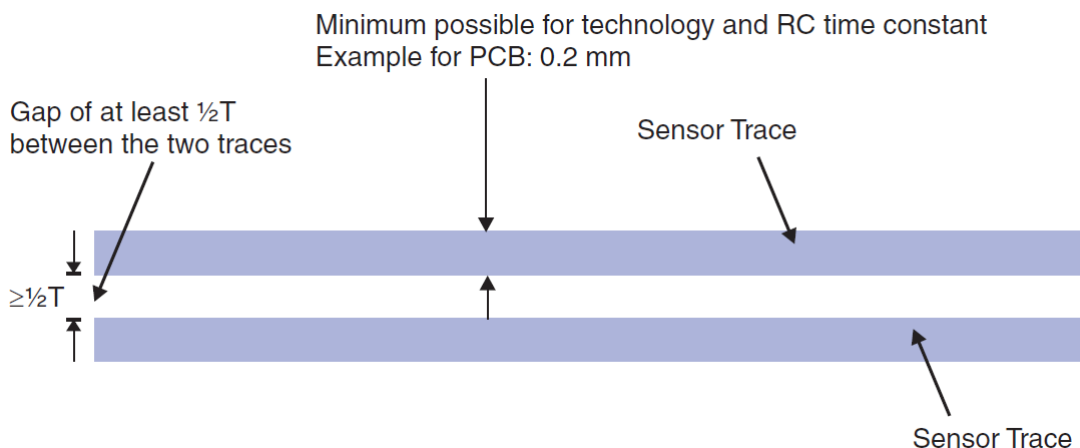 Minimum possible for technology and RC time constant
Example for PCB: 0.2 mm
Gap of at least ½T
between the two traces
Sensor Trace
≥½T
Sensor Trace